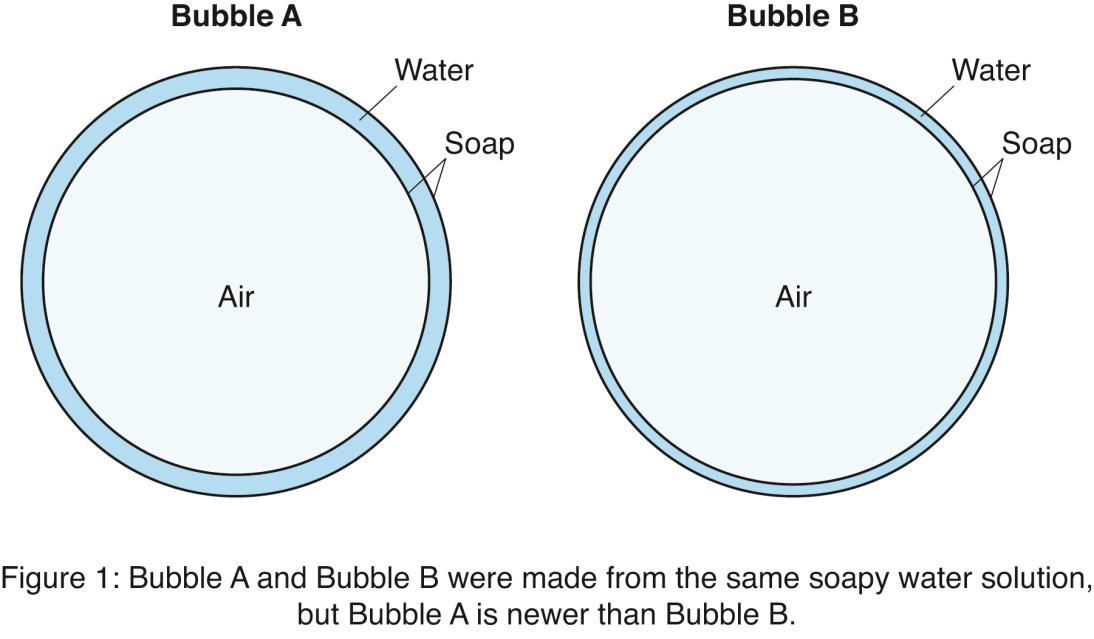 Bubble A
Bubble B
Water
Soap
Air
Water
Soap
Air
Figure 1: Bubble A and Bubble B were made from the same soapy water solution,
but Bubble A is newer than Bubble B.